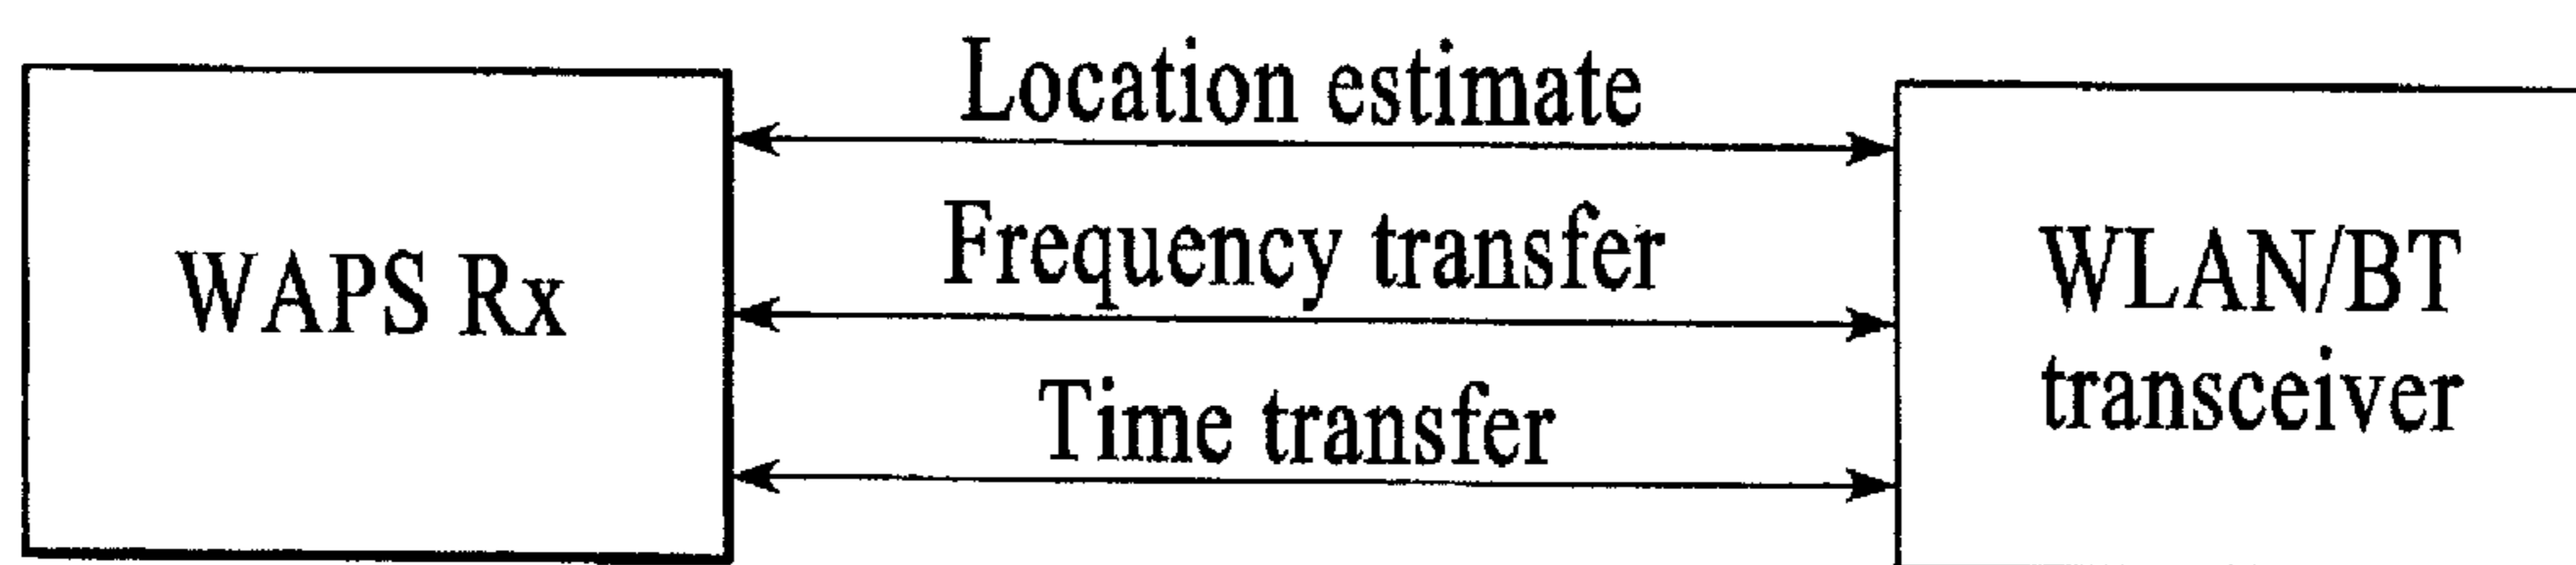 Location estimate
Frequency transfer
Time transfer
WAPS Rx
WLAN/BT
transceiver